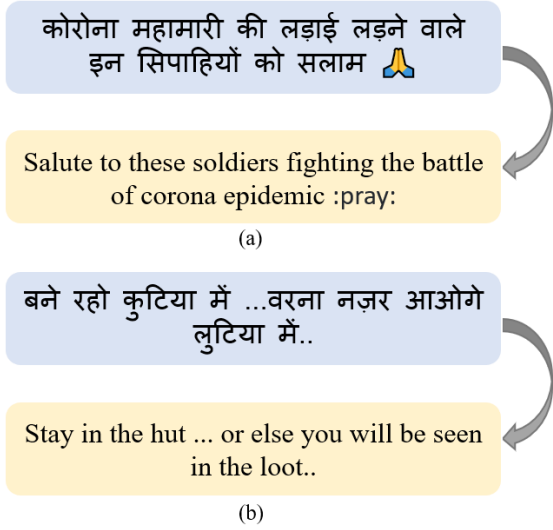 कोरोना महामारी की लड़ाई लड़ने वाले
इन सिपाहियों को सलाम 🙏
Salute to these soldiers fighting the battle
of corona epidemic :pray:
(a)
बने रहो कुटिया में ...वरना नज़र आओगे
लुटिया में..
Stay in the hut ... or else you will be seen
in the loot..
(b)